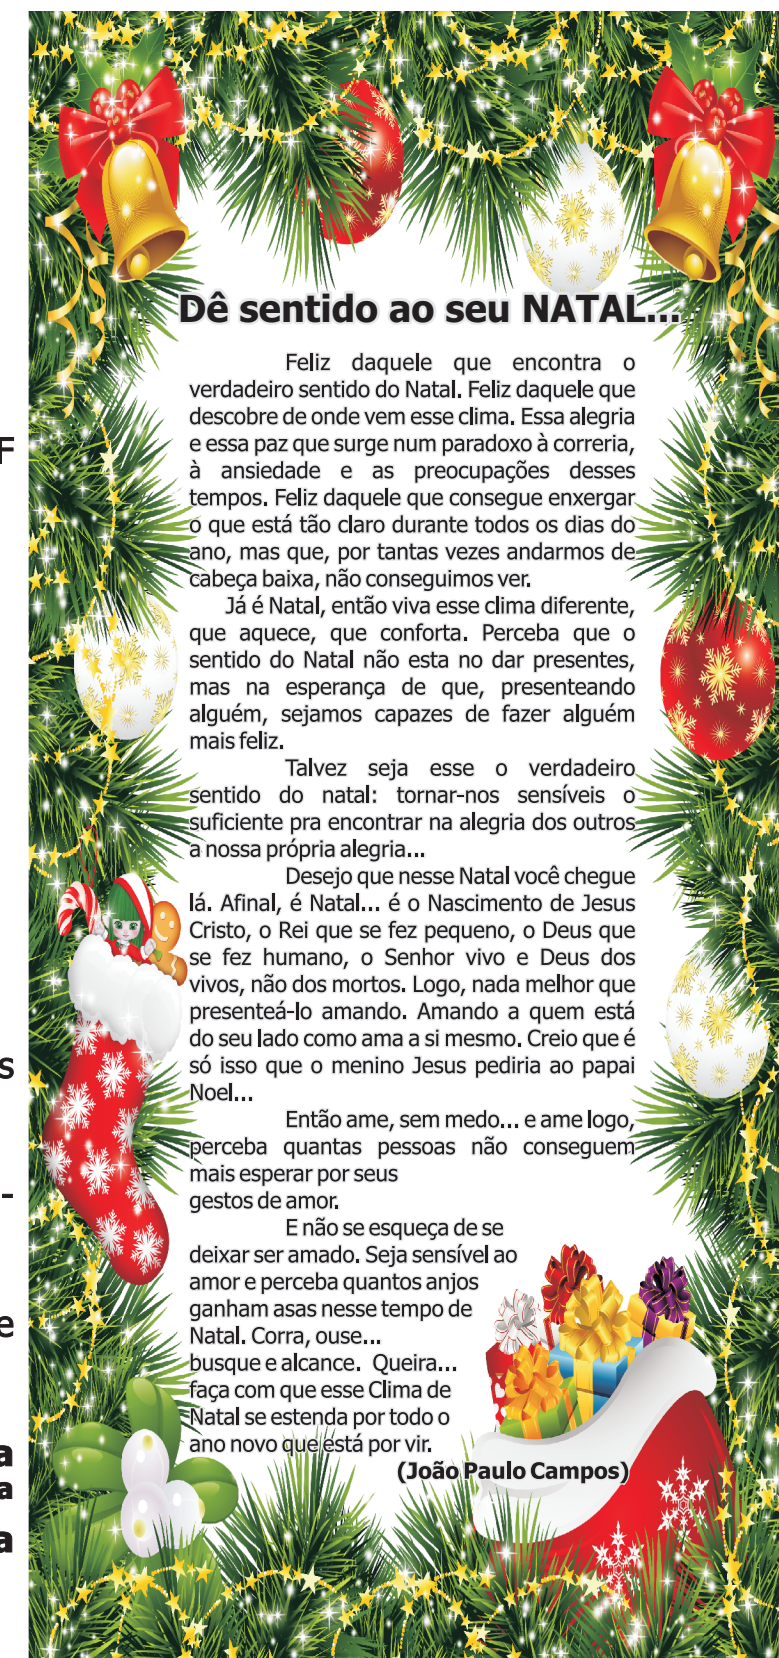 Dê sentido ao seu NATAL...
Feliz daquele que encontra o
verdadeiro sentido do Natal. Feliz daquele que
descobre de onde vem esse clima. Essa alegria
e essa paz que surge num paradoxo à correria,
à ansiedade e as preocupações desses
tempos. Feliz daquele que consegue enxergar
o que está tão claro durante todos os dias do
ano, mas que, por tantas vezes andarmos de
cabeça baixa, não conseguimos ver.
Já é Natal, então viva esse clima diferente,
que aquece, que conforta. Perceba que o
sentido do Natal não esta no dar presentes,
mas na esperança de que, presenteando
alguém, sejamos capazes de fazer alguém
mais feliz.
Talvez seja esse o verdadeiro
sentido do natal: tornar-nos sensíveis o
suficiente pra encontrar na alegria dos outros
a nossa própria alegria...
Desejo que nesse Natal você chegue
lá. Afinal, é Natal... é o Nascimento de Jesus
Cristo, o Rei que se fez pequeno, o Deus que
se fez humano, o Senhor vivo e Deus dos
vivos, não dos mortos. Logo, nada melhor que
presenteá-lo amando. Amando a quem está
do seu lado como ama a si mesmo. Creio que é
só isso que o menino Jesus pediria ao papai
Noel...
Então ame, sem medo... e ame logo,
perceba quantas pessoas não conseguem
mais esperar por seus
gestos de amor.
E não se esqueça de se
deixar ser amado. Seja sensível ao
amor e perceba quantos anjos
ganham asas nesse tempo de
Natal. Corra, ouse...
busque e alcance. Queira...
faça com que esse Clima de
Natal se estenda por todo o
ano novo que está por vir.
(João Paulo Campos)
F
s
-
e
a
a
a